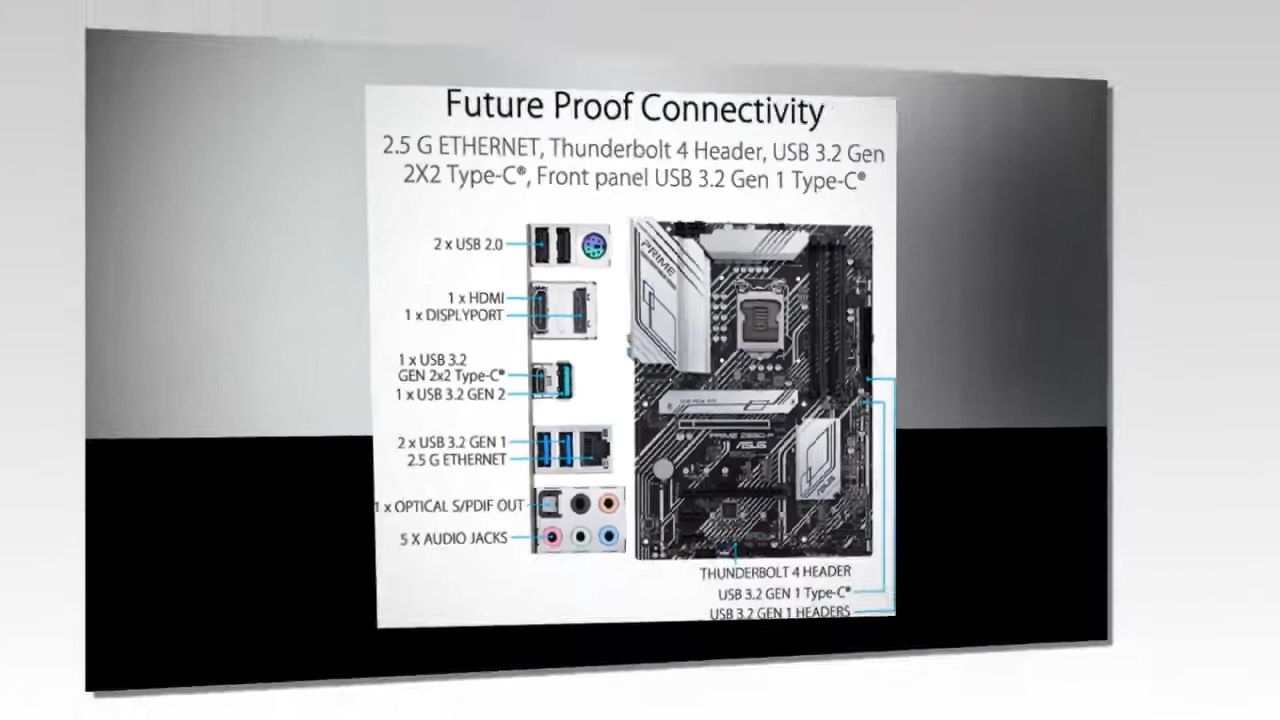 Future Proof Connectivity
2.5 G ETHERNET, Thunderbolt 4 Header, USB 3.2 Gen
2X2 Type-C®, Front panel USB 3.2 Gen 1 Type-C®
2 x USB 2.0
1 x HDMI
1 x DISPLYPORT
1 x USB 3.2
GEN 2x2 Type-C®
1 x USB 3.2 GEN 2
2 x USB 3.2 GEN 1
2.5 G ETHERNET
1 x OPTICAL S/PDIF OUT
5 X AUDIO JACKS
PRIME
PRIME Z590-P
ASUS
ASUS
THUNDERBOLT 4 HEADER
USB 3.2 GEN 1 Type-C®
USB 3.2 GEN 1 HEADERS